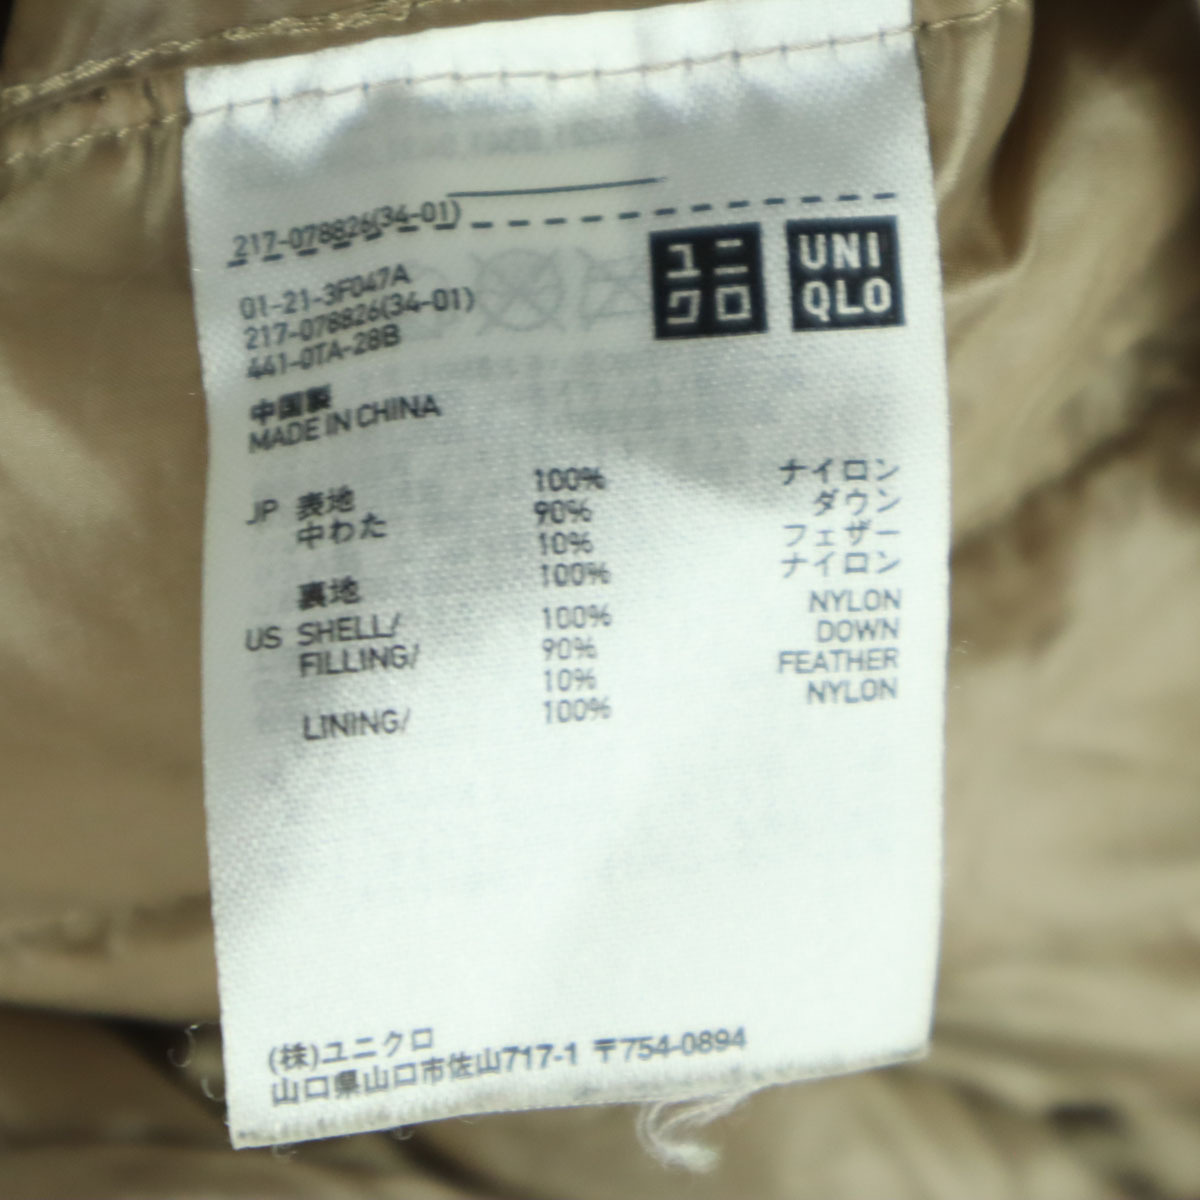 217-078826(34-01)
ユニクロ
UNIQLO
01-21-3F047A
217-078826(34-01)
441-0TA-28B
中国製
MADE IN CHINA
JP 表地 100% ナイロン
中わた 90% ダウン
10% フェザー
裏地 100% ナイロン
US SHELL/ 100% NYLON
FILLING/ 90% DOWN
10% FEATHER
LINING/ 100% NYLON
(株)ユニクロ
山口県山口市佐山717-1 〒754-0894